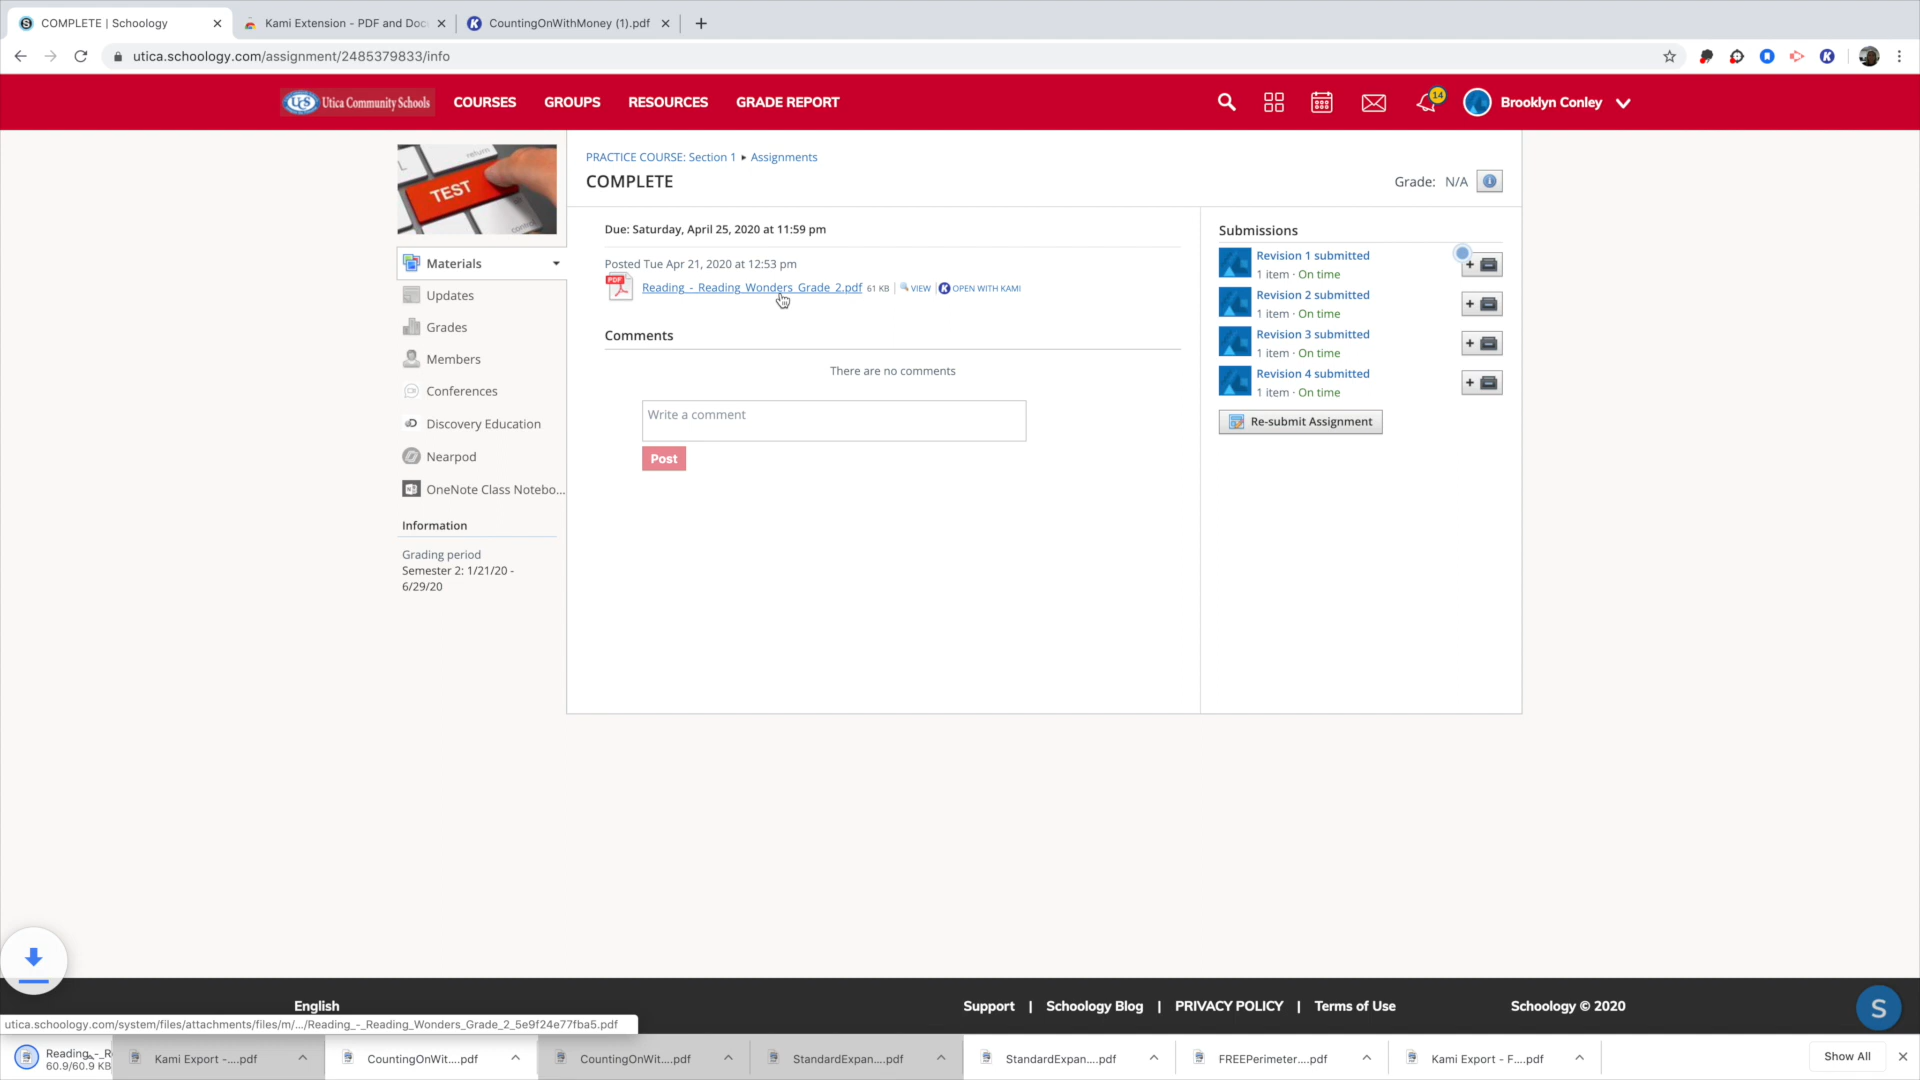 COMPLETE | Schoology
Kami Extension - PDF and Doc
CountingOnWithMoney (1).pdf
utica.schoology.com/assignment/2485379833/info
UCS Utica Community Schools
COURSES
GROUPS
RESOURCES
GRADE REPORT
14
Brooklyn Conley
return
TEST
control
PRACTICE COURSE: Section 1 ▸ Assignments
COMPLETE
Grade: N/A
Materials
Updates
Grades
Members
Conferences
Discovery Education
Nearpod
OneNote Class Notebo...
Information
Grading period
Semester 2: 1/21/20 -
6/29/20
Due: Saturday, April 25, 2020 at 11:59 pm
Posted Tue Apr 21, 2020 at 12:53 pm
PDF
Reading_-_Reading_Wonders_Grade_2.pdf 61 KB | VIEW | K OPEN WITH KAMI
Comments
There are no comments
Write a comment
Post
Submissions
Revision 1 submitted
1 item · On time
Revision 2 submitted
1 item · On time
Revision 3 submitted
1 item · On time
Revision 4 submitted
1 item · On time
Re-submit Assignment
English
Support | Schoology Blog | PRIVACY POLICY | Terms of Use
Schoology © 2020
S
utica.schoology.com/system/files/attachments/files/m/.../Reading_-_Reading_Wonders_Grade_2_5e9f24e77fba5.pdf
Reading_-_R
60.9/60.9 KB
Kami Export -....pdf
CountingOnWit....pdf
CountingOnWit....pdf
StandardExpan....pdf
StandardExpan....pdf
FREEPerimeter....pdf
Kami Export - F....pdf
Show All